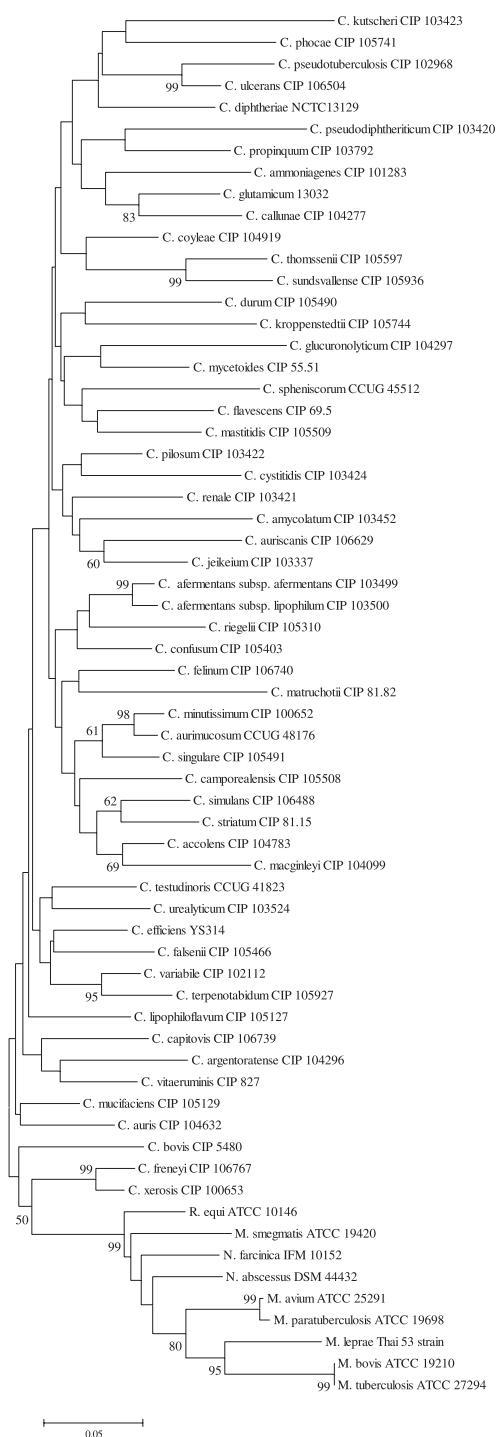 C. kutscheri CIP 103423
C. phocae CIP 105741
C. pseudotuberculosis CIP 102968
99
C. ulcerans CIP 106504
C. diphtheriae NCTC13129
C. pseudodiphtheriticum CIP 103420
C. propinquum CIP 103792
C. ammoniagenes CIP 101283
C. glutamicum 13032
83
C. callunae CIP 104277
C. coyleae CIP 104919
C. thomssenii CIP 105597
99
C. sundsvallense CIP 105936
C. durum CIP 105490
C. kroppenstedtii CIP 105744
C. glucuronolyticum CIP 104297
C. mycetoides CIP 55.51
C. spheniscorum CCUG 45512
C. flavescens CIP 69.5
C. mastitidis CIP 105509
C. pilosum CIP 103422
C. cystitidis CIP 103424
C. renale CIP 103421
C. amycolatum CIP 103452
C. auriscanis CIP 106629
60
C. jeikeium CIP 103337
99
C. afermentans subsp. afermentans CIP 103499
C. afermentans subsp. lipophilum CIP 103500
C. riegelii CIP 105310
C. confusum CIP 105403
C. felinum CIP 106740
C. matruchotii CIP 81.82
98
C. minutissimum CIP 100652
61
C. aurimucosum CCUG 48176
C. singulare CIP 105491
C. camporealensis CIP 105508
62
C. simulans CIP 106488
C. striatum CIP 81.15
C. accolens CIP 104783
69
C. macginleyi CIP 104099
C. testudinoris CCUG 41823
C. urealyticum CIP 103524
C. efficiens YS314
C. falsenii CIP 105466
C. variabile CIP 102112
95
C. terpenotabidum CIP 105927
C. lipophiloflavum CIP 105127
C. capitovis CIP 106739
C. argentoratense CIP 104296
C. vitaeruminis CIP 827
C. mucifaciens CIP 105129
C. auris CIP 104632
C. bovis CIP 5480
99
C. freneyi CIP 106767
C. xerosis CIP 100653
50
R. equi ATCC 10146
99
M. smegmatis ATCC 19420
N. farcinica IFM 10152
N. abscessus DSM 44432
99
M. avium ATCC 25291
M. paratuberculosis ATCC 19698
80
M. leprae Thai 53 strain
95
M. bovis ATCC 19210
99
M. tuberculosis ATCC 27294
0.05